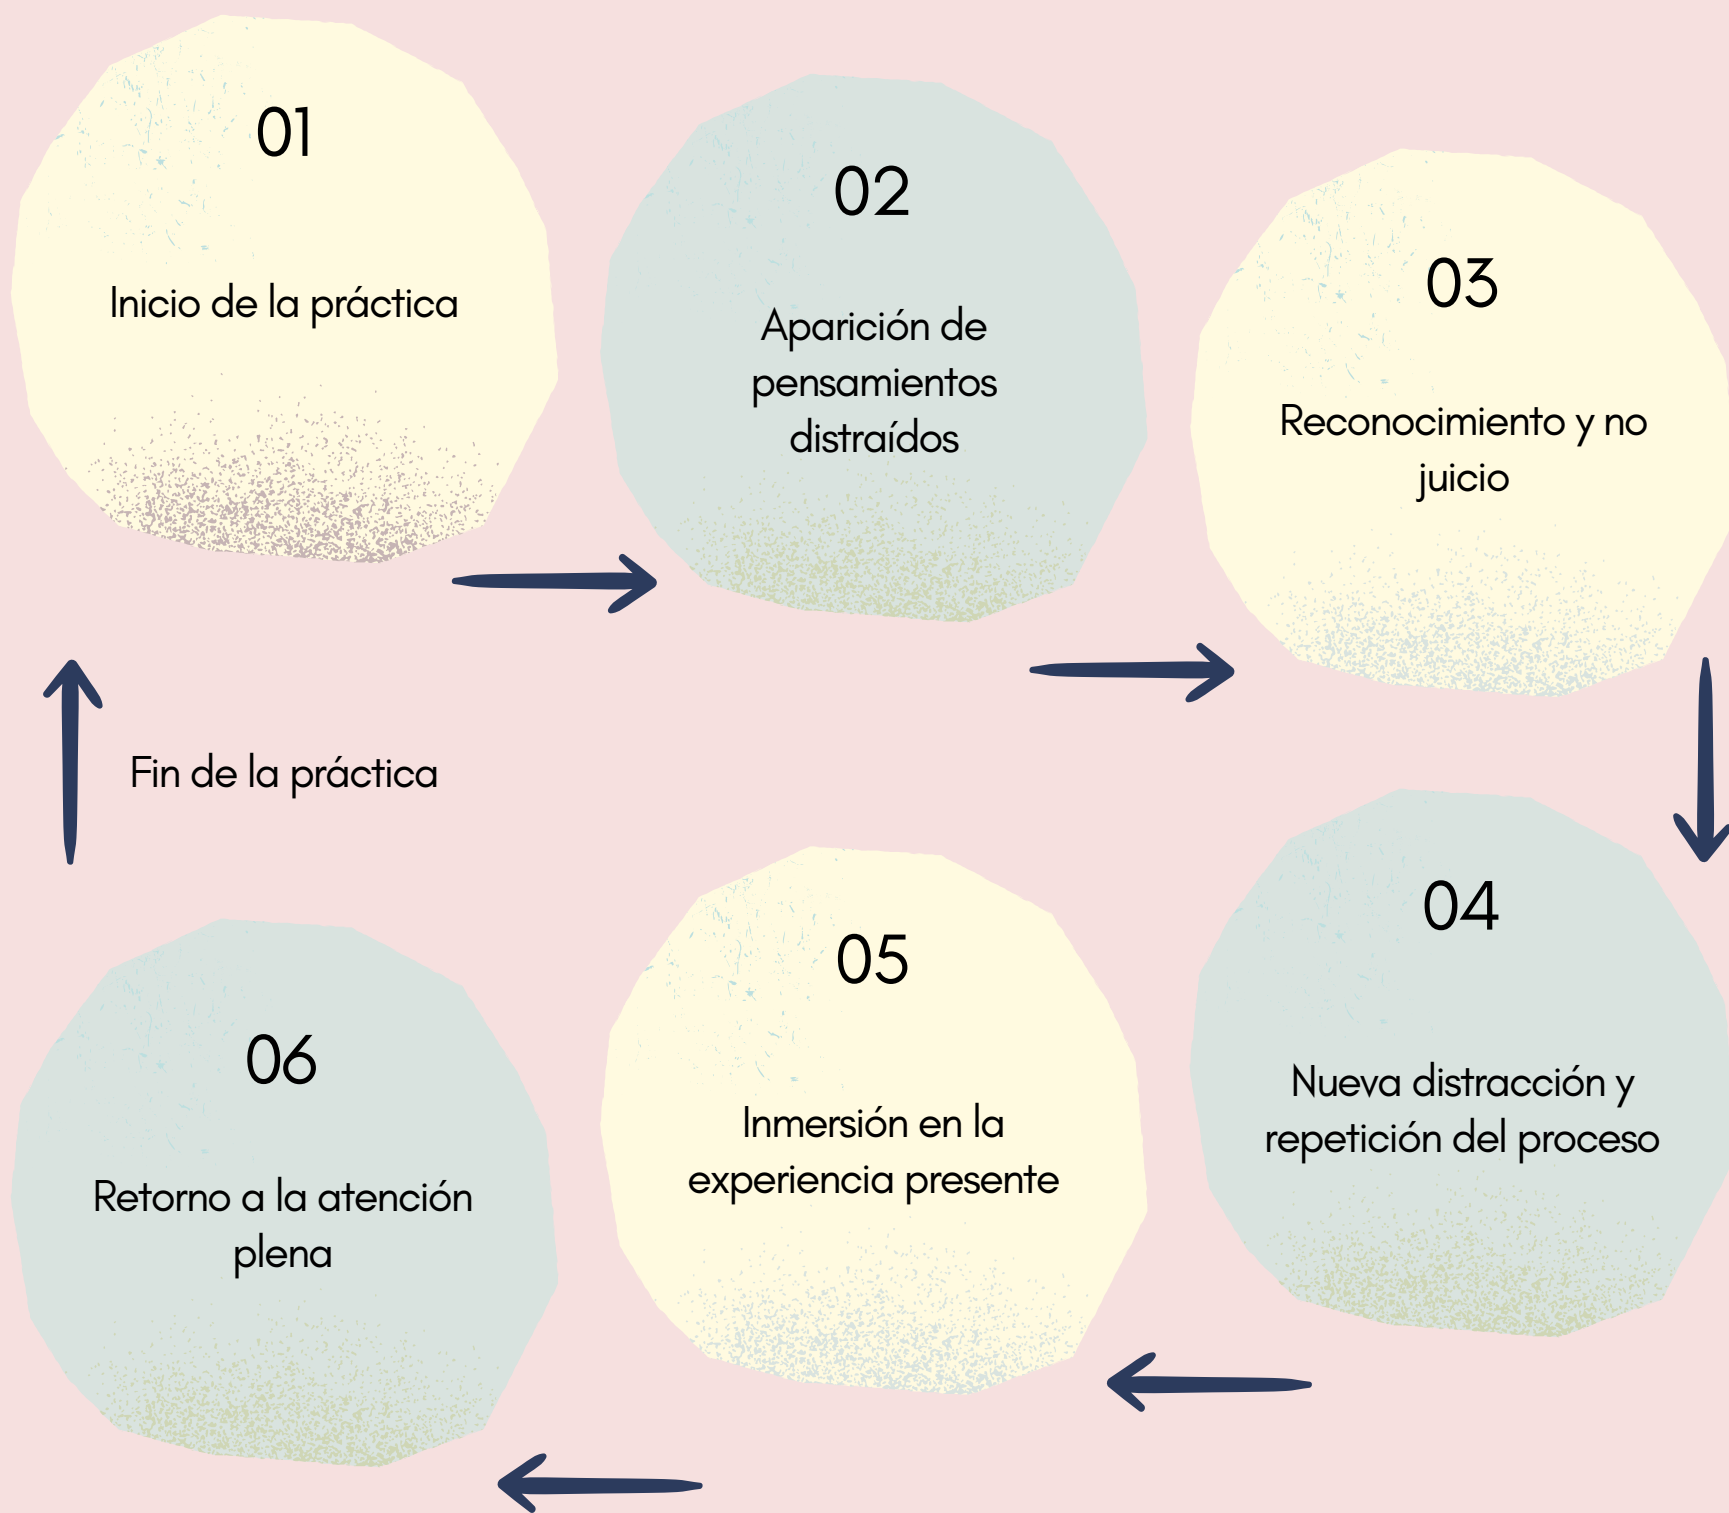 01
Inicio de la práctica
02
Aparición de
pensamientos
distraídos
03
Reconocimiento y no
juicio
04
Nueva distracción y
repetición del proceso
05
Inmersión en la
experiencia presente
06
Retorno a la atención
plena
Fin de la práctica